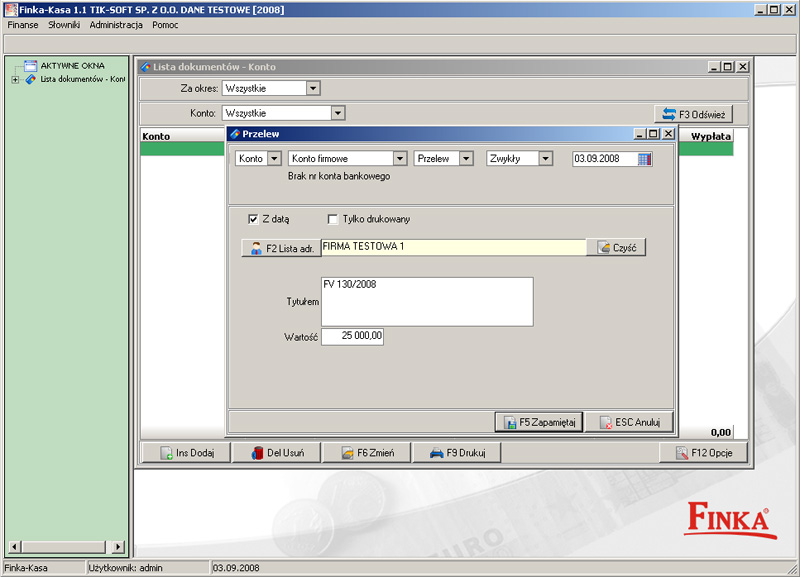 Finka-Kasa 1.1 TIK-SOFT SP. Z O.O. DANE TESTOWE [2008]
Finanse Słowniki Administracja Pomoc
AKTYWNE OKNA
Lista dokumentów - Kont
Lista dokumentów - Konto
Za okres: Wszystkie
Konto: Wszystkie
F3 Odśwież
Konto Wypłata
Przelew
Konto Konto firmowe Przelew Zwykły 03.09.2008
Brak nr konta bankowego
Z datą Tylko drukowany
F2 Lista adr. FIRMA TESTOWA 1 Czyść
Tytułem FV 130/2008
Wartość 25 000,00
F5 Zapamiętaj ESC Anuluj
0,00
Ins Dodaj Del Usuń F6 Zmień F9 Drukuj F12 Opcje
EURO
FINKA®
Finka-Kasa Użytkownik: admin 03.09.2008